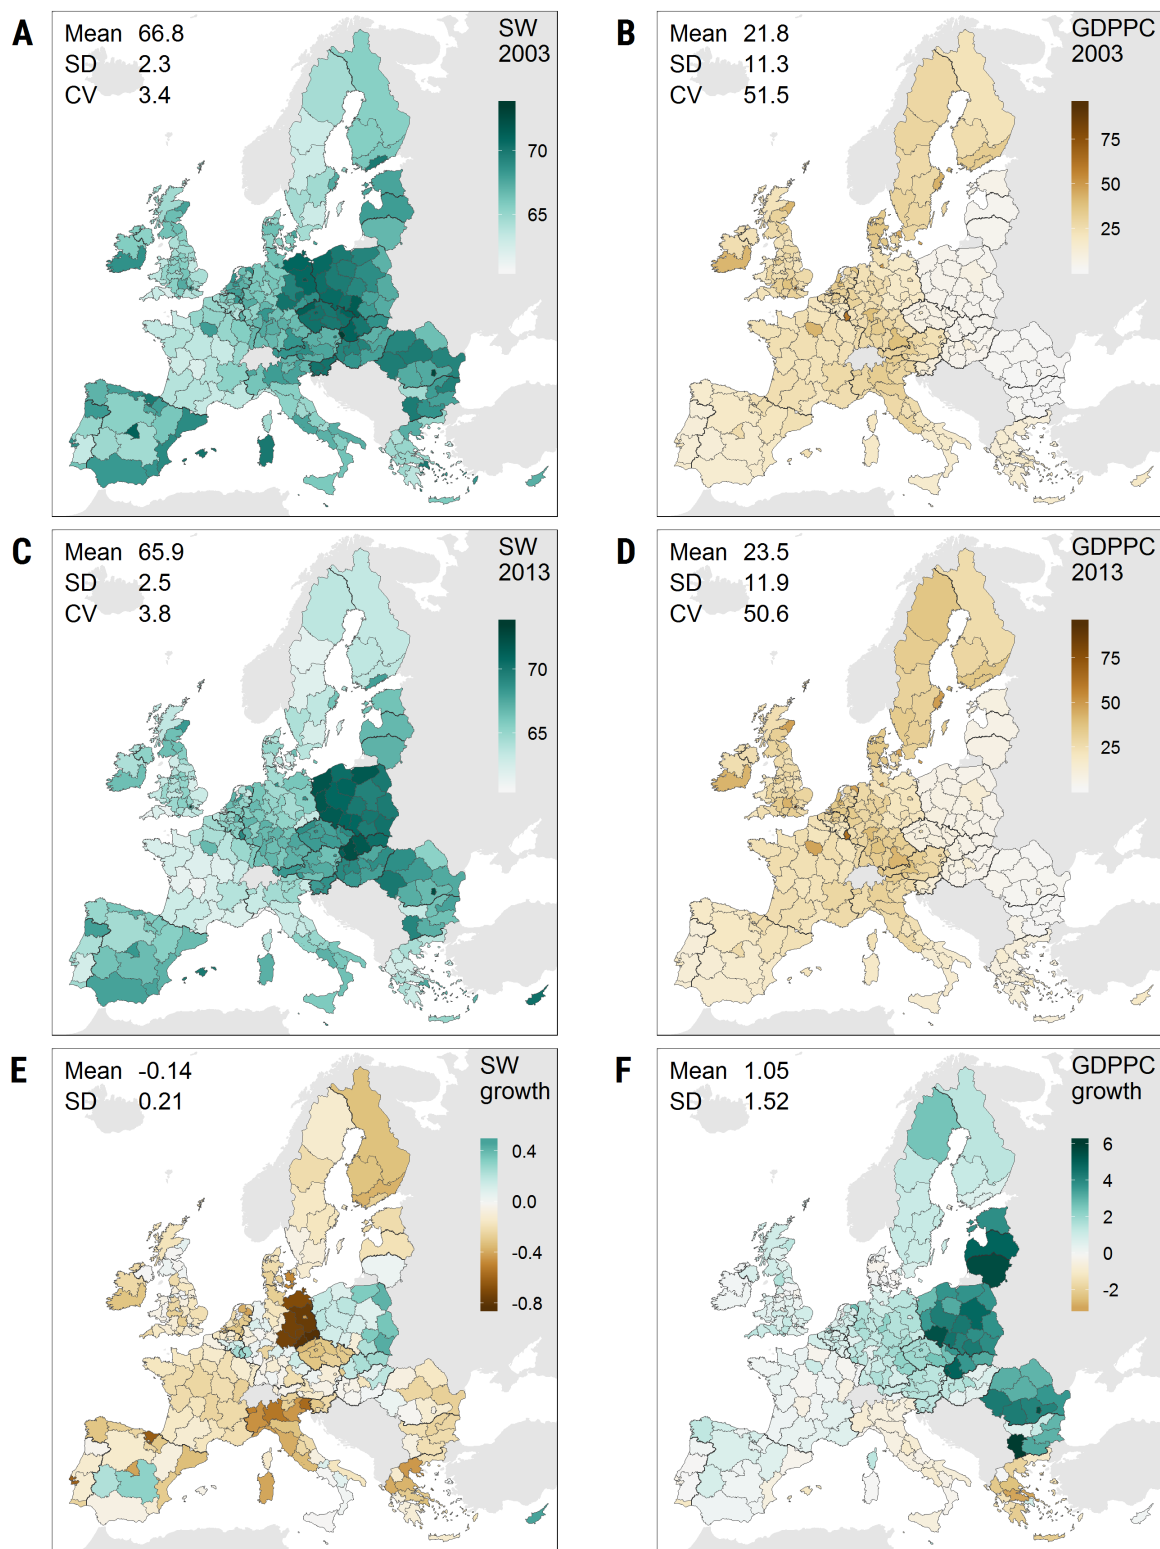 A
Mean 66.8
SD 2.3
CV 3.4
SW
2003
70
65
B
Mean 21.8
SD 11.3
CV 51.5
GDPPC
2003
75
50
25
C
Mean 65.9
SD 2.5
CV 3.8
SW
2013
70
65
D
Mean 23.5
SD 11.9
CV 50.6
GDPPC
2013
75
50
25
E
Mean -0.14
SD 0.21
SW
growth
0.4
0.0
-0.4
-0.8
F
Mean 1.05
SD 1.52
GDPPC
growth
6
4
2
0
-2